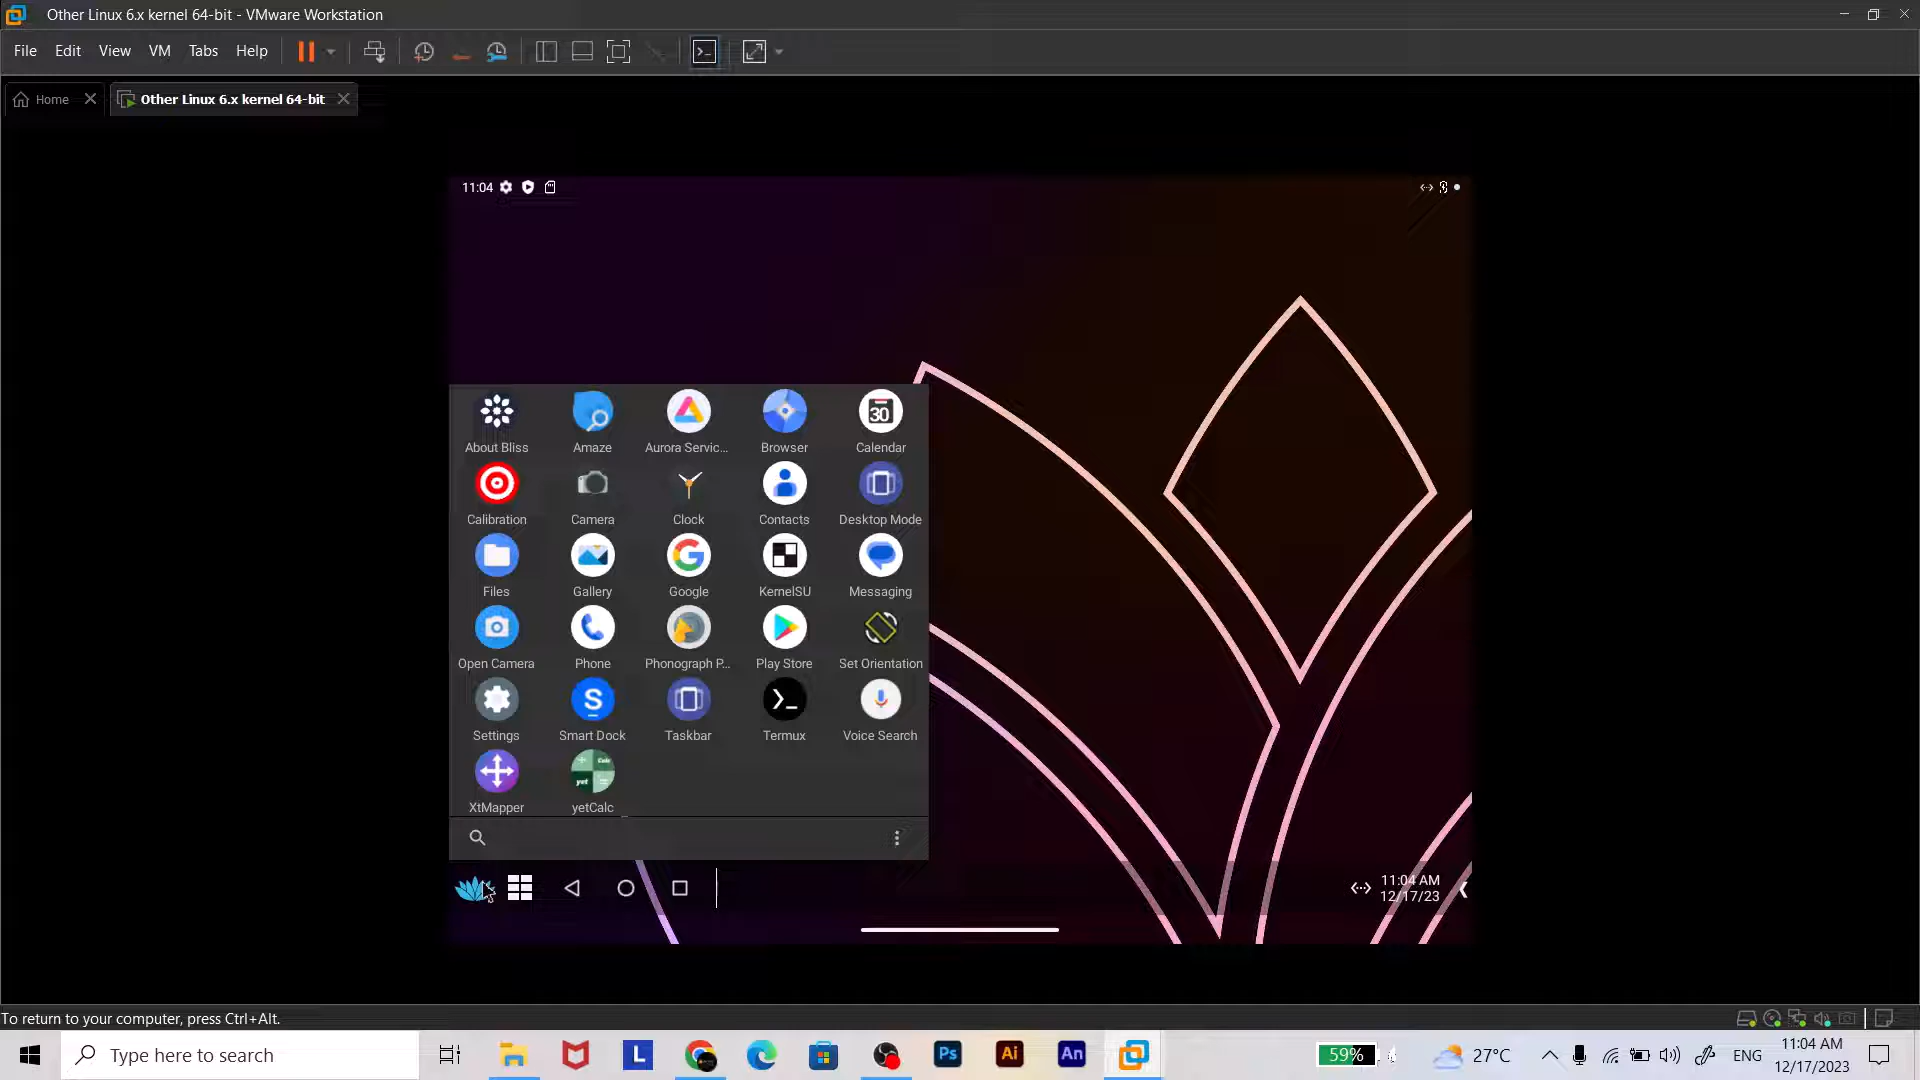 Other Linux 6.x kernel 64-bit - VMware Workstation
File Edit View VM Tabs Help
Home Other Linux 6.x kernel 64-bit
11:04
About Bliss Amaze Aurora Servic... Browser Calendar
30
Calibration Camera Clock Contacts Desktop Mode
Files Gallery Google KernelSU Messaging
Open Camera Phone Phonograph P... Play Store Set Orientation
Settings Smart Dock Taskbar Termux Voice Search
XtMapper yetCalc
11:04 AM
12/17/23
To return to your computer, press Ctrl+Alt.
Type here to search
L Ps Ai An
59% 27°C ENG
11:04 AM
12/17/2023